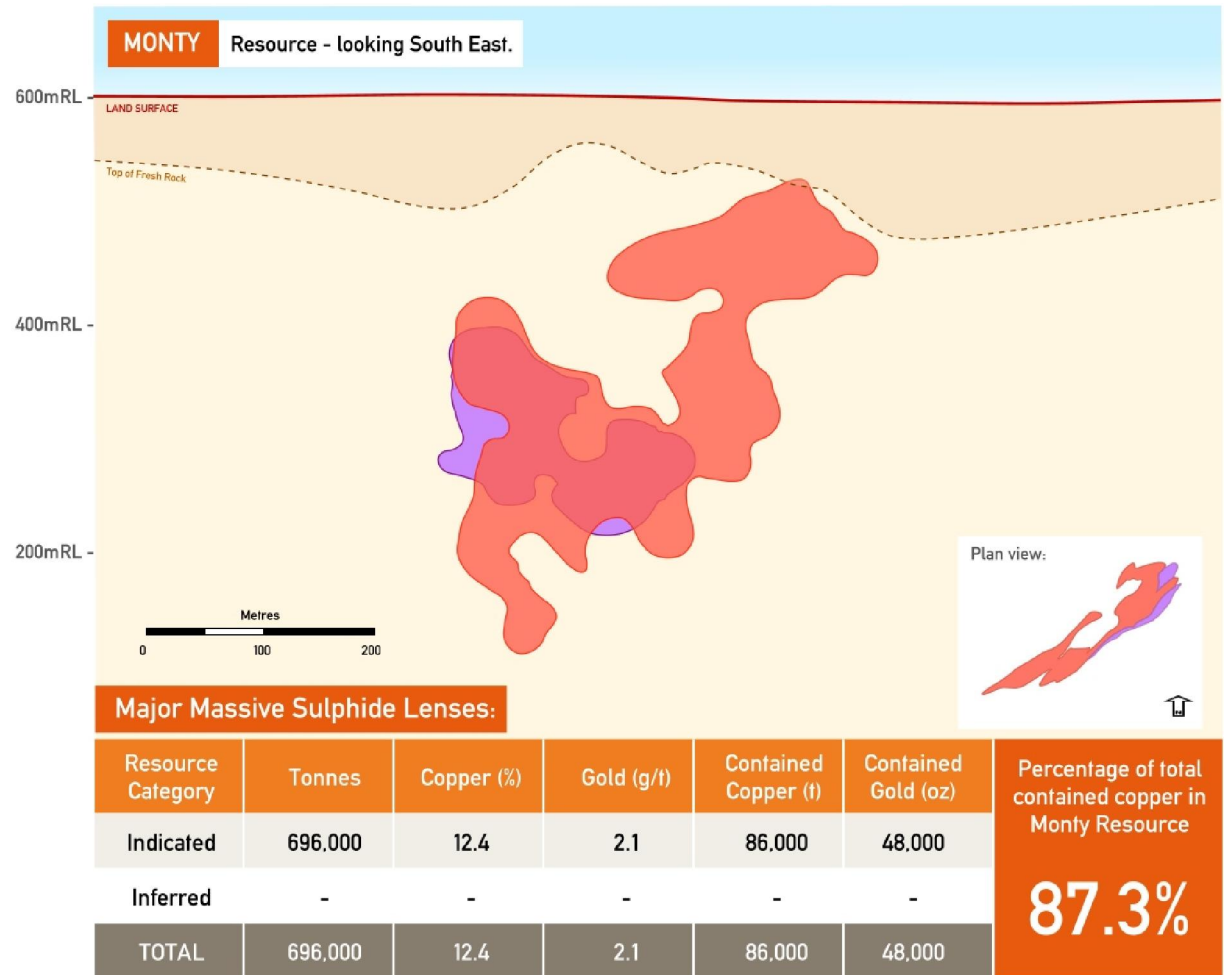 MONTY Resource - looking South East.
600mRL -
LAND SURFACE
Top of Fresh Rock
400mRL -
200mRL -
Plan view:
Metres
0 100 200
Major Massive Sulphide Lenses:
Resource Category Tonnes Copper (%) Gold (g/t) Contained Copper (t) Contained Gold (oz)
Indicated 696,000 12.4 2.1 86,000 48,000
Inferred - - - - -
TOTAL 696,000 12.4 2.1 86,000 48,000
Percentage of total
contained copper in
Monty Resource
87.3%